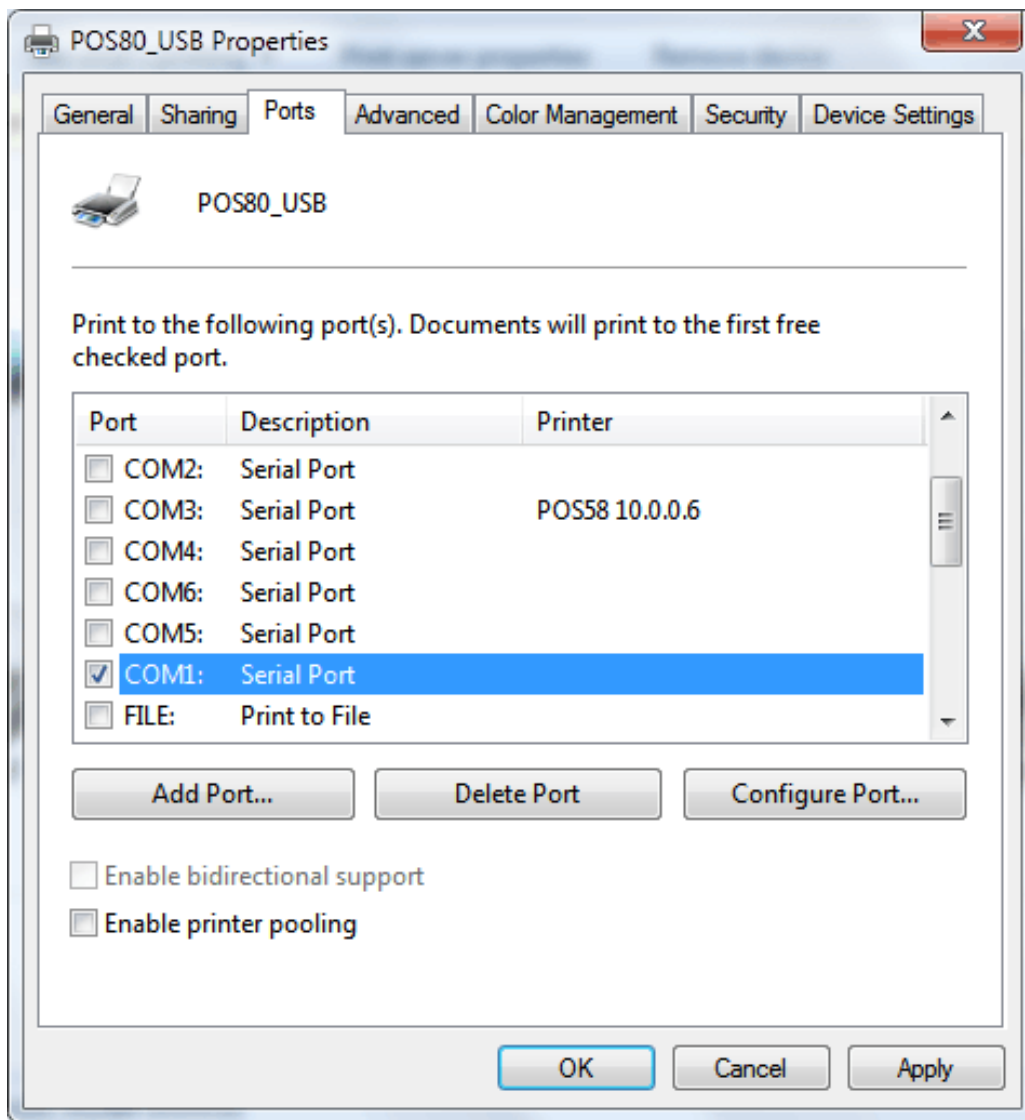 POS80_USB Properties
General Sharing Ports Advanced Color Management Security Device Settings
POS80_USB
Print to the following port(s). Documents will print to the first free
checked port.
Port Description Printer
COM2: Serial Port
COM3: Serial Port POS58 10.0.0.6
COM4: Serial Port
COM6: Serial Port
COM5: Serial Port
COM1: Serial Port
FILE: Print to File
Add Port... Delete Port Configure Port...
Enable bidirectional support
Enable printer pooling
OK Cancel Apply